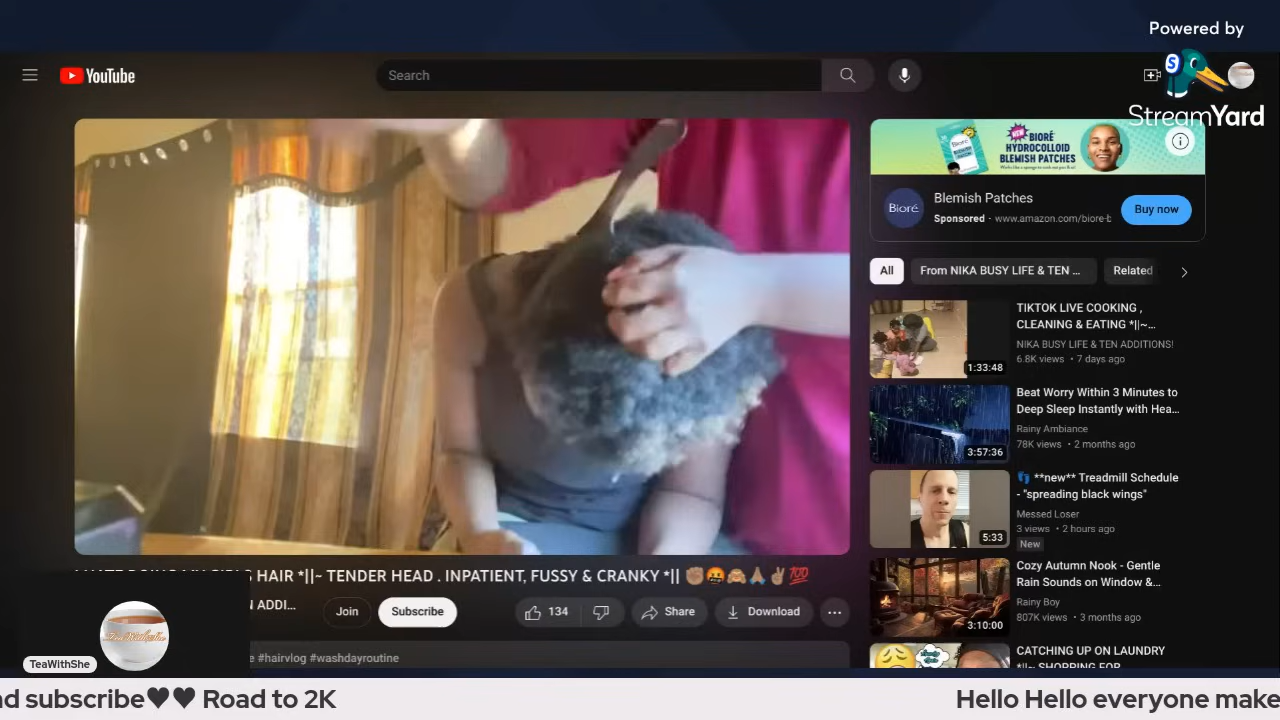 Powered by
StreamYard
YouTube
Search
HAIR *||~ TENDER HEAD . INPATIENT, FUSSY & CRANKY *|| ✊🏽🤬🙈🙏🏽✌🏽💯
ADDI...
Join
Subscribe
134
Share
Download
#hairvlog #washdayroutine
NEW
BIORÉ
HYDROCOLLOID
BLEMISH PATCHES
Bioré
Blemish Patches
Sponsored · www.amazon.com/biore-b
Buy now
All
From NIKA BUSY LIFE & TEN ...
Related
TIKTOK LIVE COOKING ,
CLEANING & EATING *||~...
NIKA BUSY LIFE & TEN ADDITIONS!
6.8K views • 7 days ago
1:33:48
Beat Worry Within 3 Minutes to
Deep Sleep Instantly with Hea...
Rainy Ambiance
78K views • 2 months ago
3:57:36
👣 **new** Treadmill Schedule
- "spreading black wings"
Messed Loser
3 views • 2 hours ago
New
5:33
Cozy Autumn Nook - Gentle
Rain Sounds on Window &...
Rainy Boy
807K views • 3 months ago
3:10:00
CATCHING UP ON LAUNDRY
*||~ SHOPPING FOR
TeaWithShe
TeaWithShe
nd subscribe♥♥ Road to 2K
Hello Hello everyone make